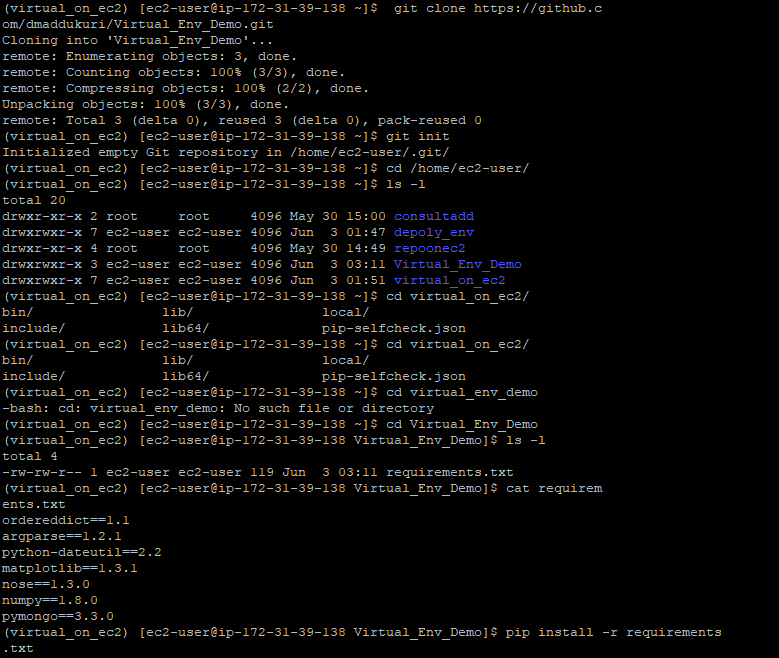 (virtual_on_ec2) [ec2-user@ip-172-31-39-138 ~]$  git clone https://github.c
om/dmaddukuri/Virtual_Env_Demo.git
Cloning into 'Virtual_Env_Demo'...
remote: Enumerating objects: 3, done.
remote: Counting objects: 100% (3/3), done.
remote: Compressing objects: 100% (2/2), done.
Unpacking objects: 100% (3/3), done.
remote: Total 3 (delta 0), reused 3 (delta 0), pack-reused 0
(virtual_on_ec2) [ec2-user@ip-172-31-39-138 ~]$ git init
Initialized empty Git repository in /home/ec2-user/.git/
(virtual_on_ec2) [ec2-user@ip-172-31-39-138 ~]$ cd /home/ec2-user/
(virtual_on_ec2) [ec2-user@ip-172-31-39-138 ~]$ ls -l
total 20
drwxr-xr-x 2 root     root     4096 May 30 15:00 consultadd
drwxrwxr-x 7 ec2-user ec2-user 4096 Jun  3 01:47 depoly_env
drwxr-xr-x 4 root     root     4096 May 30 14:49 repoonec2
drwxrwxr-x 3 ec2-user ec2-user 4096 Jun  3 03:11 Virtual_Env_Demo
drwxrwxr-x 7 ec2-user ec2-user 4096 Jun  3 01:51 virtual_on_ec2
(virtual_on_ec2) [ec2-user@ip-172-31-39-138 ~]$ cd virtual_on_ec2/
bin/                lib/                local/
include/            lib64/              pip-selfcheck.json
(virtual_on_ec2) [ec2-user@ip-172-31-39-138 ~]$ cd virtual_on_ec2/
bin/                lib/                local/
include/            lib64/              pip-selfcheck.json
(virtual_on_ec2) [ec2-user@ip-172-31-39-138 ~]$ cd virtual_env_demo
-bash: cd: virtual_env_demo: No such file or directory
(virtual_on_ec2) [ec2-user@ip-172-31-39-138 ~]$ cd Virtual_Env_Demo
(virtual_on_ec2) [ec2-user@ip-172-31-39-138 Virtual_Env_Demo]$ ls -l
total 4
-rw-rw-r-- 1 ec2-user ec2-user 119 Jun  3 03:11 requirements.txt
(virtual_on_ec2) [ec2-user@ip-172-31-39-138 Virtual_Env_Demo]$ cat requirem
ents.txt
ordereddict==1.1
argparse==1.2.1
python-dateutil==2.2
matplotlib==1.3.1
nose==1.3.0
numpy==1.8.0
pymongo==3.3.0
(virtual_on_ec2) [ec2-user@ip-172-31-39-138 Virtual_Env_Demo]$ pip install -r requirements
.txt